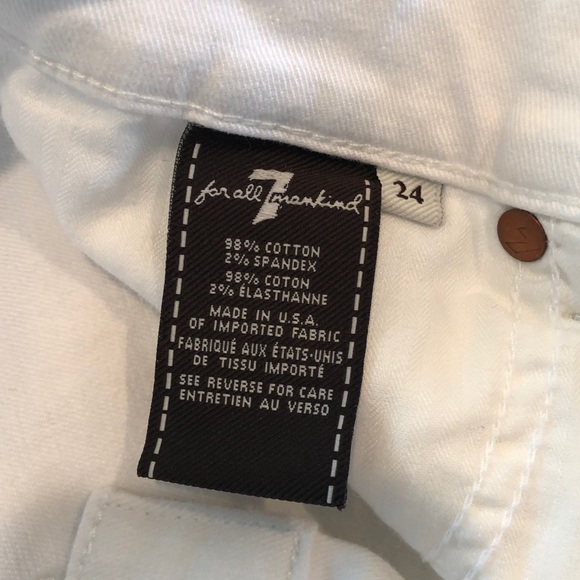 7
for all mankind
24
98% COTTON
2% SPANDEX
98% COTON
2% ÉLASTHANNE
MADE IN U.S.A.
OF IMPORTED FABRIC
FABRIQUÉ AUX ÉTATS-UNIS
DE TISSU IMPORTÉ
SEE REVERSE FOR CARE
ENTRETIEN AU VERSO
7